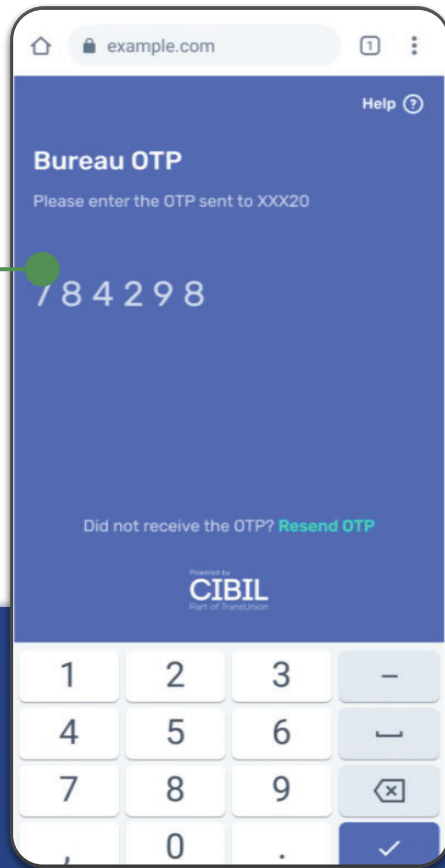 example.com 1
Help ?
Bureau OTP
Please enter the OTP sent to XXX20
784298
Did not receive the OTP? Resend OTP
Powered by
CIBIL
Part of TransUnion
1 2 3 –
4 5 6
7 8 9
, 0 .